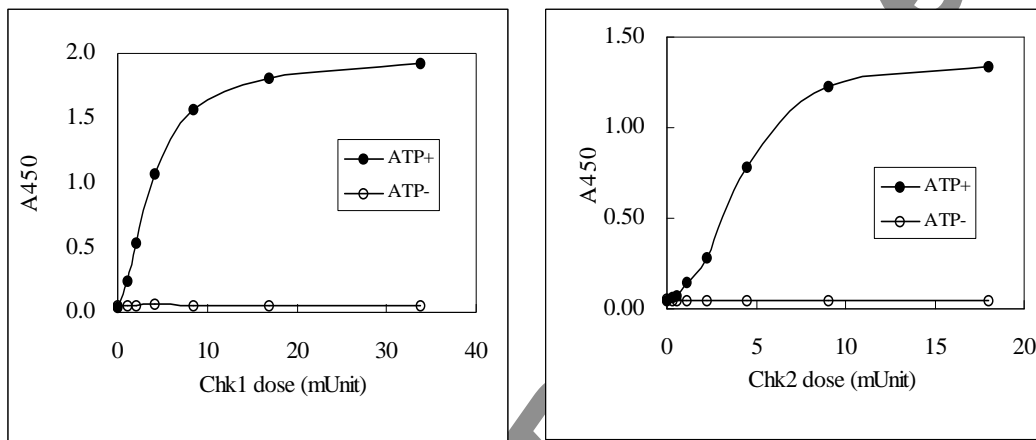 2.0
1.5
1.0
0.5
0.0
A450
ATP+
ATP-
0 10 20 30 40
Chk1 dose (mUnit)
1.50
1.00
0.50
0.00
A450
ATP+
ATP-
0 5 10 15 20
Chk2 dose (mUnit)